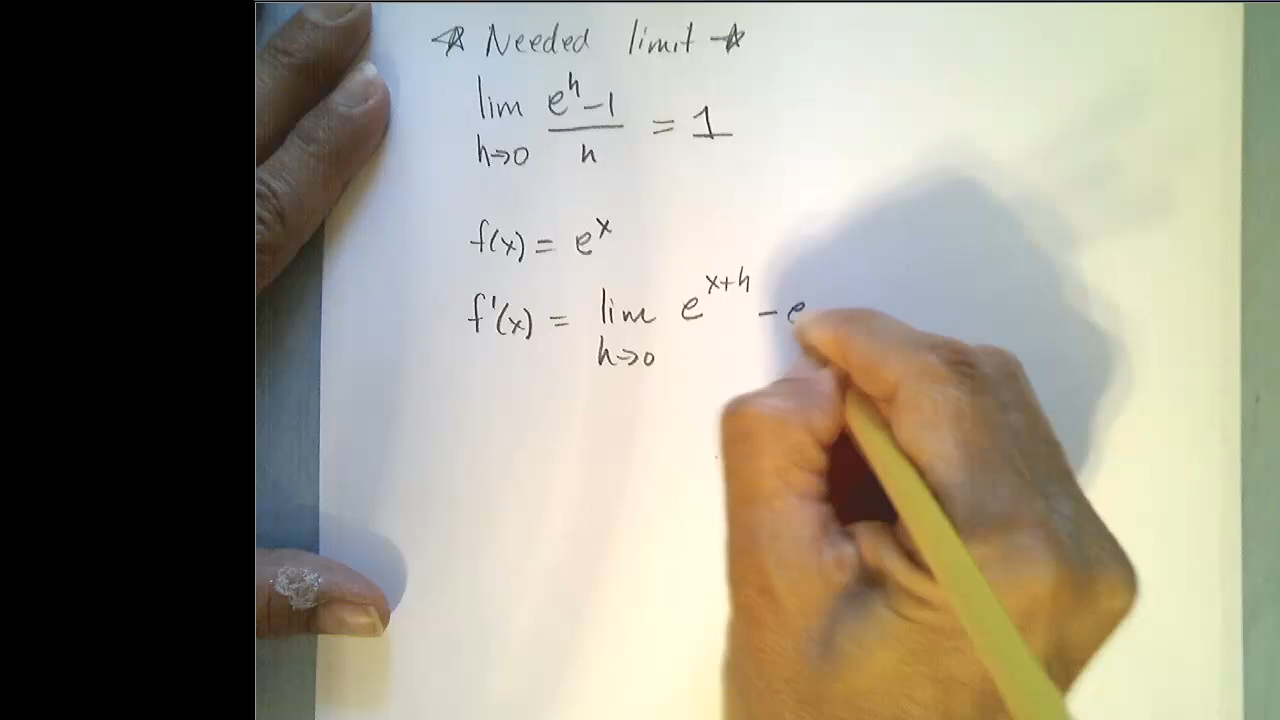 ☆ Needed limit ☆
lim e^h - 1 / h = 1
h→0
f(x) = e^x
f'(x) = lim e^x+h - e
h→0